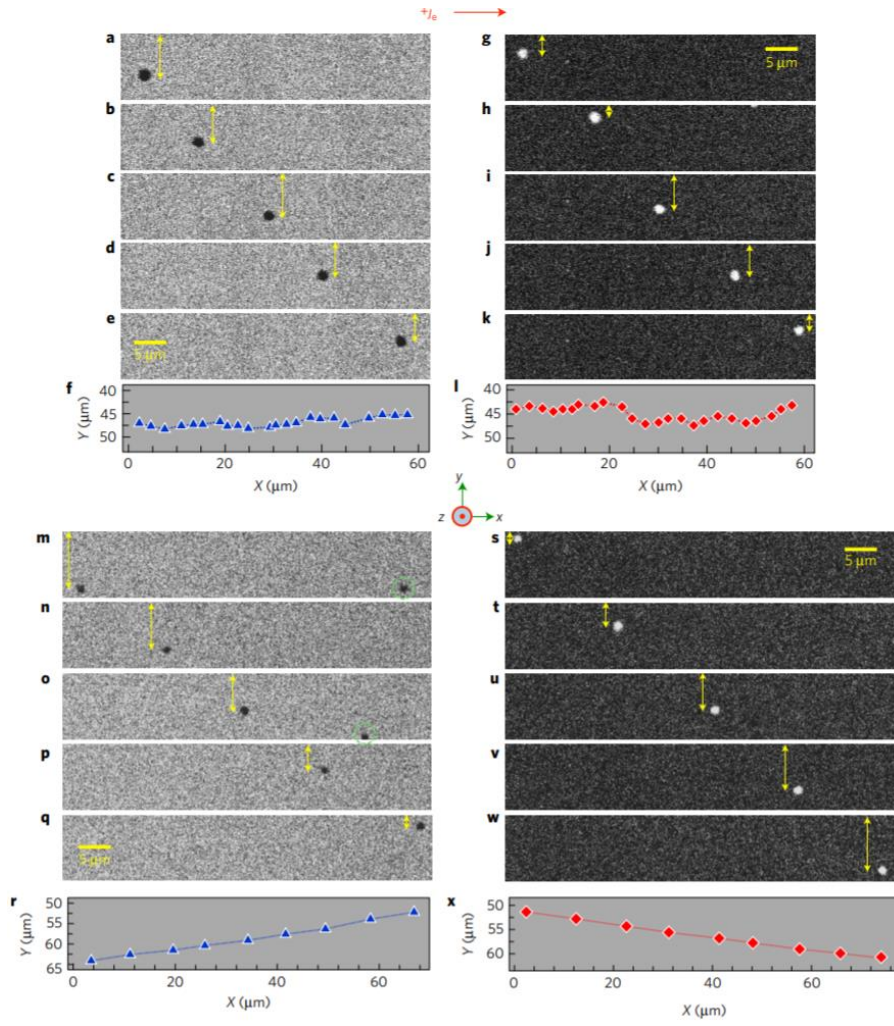 +Je
a
b
c
d
e
5 μm
f
40
45
50
Y (μm)
0
20
40
60
X (μm)
g
5 μm
h
i
j
k
l
40
45
50
Y (μm)
0
20
40
60
X (μm)
y
z
x
m
n
o
p
q
5 μm
r
50
55
60
65
Y (μm)
0
20
40
60
X (μm)
s
5 μm
t
u
v
w
x
50
55
60
Y (μm)
0
20
40
60
X (μm)